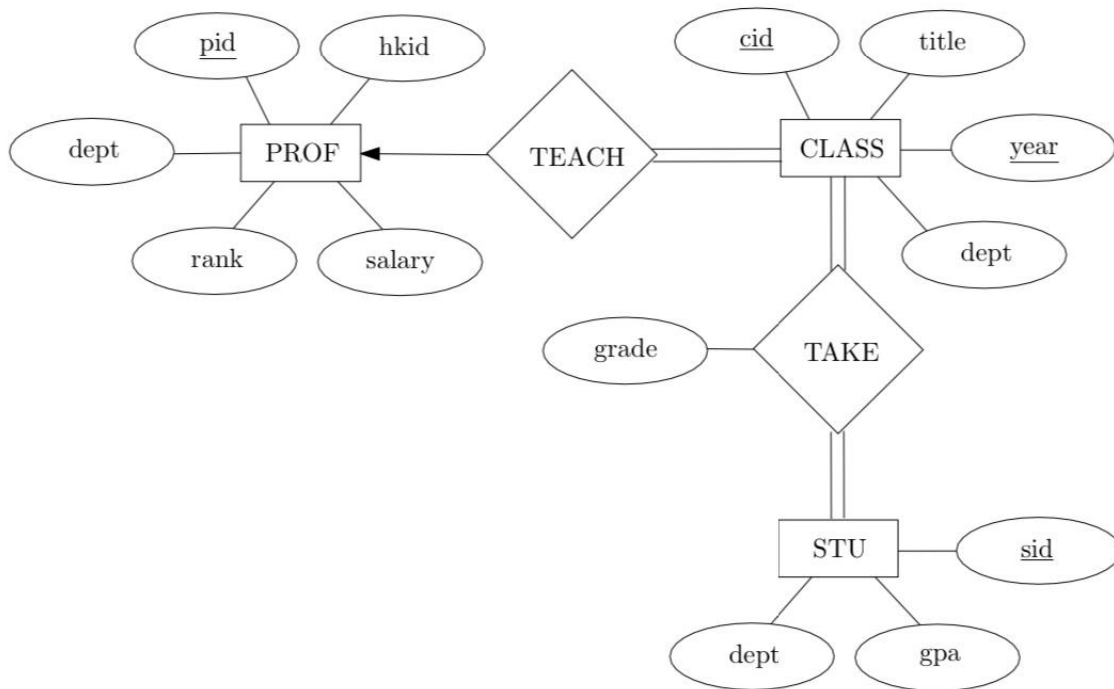 pid
hkid
cid
title
dept
PROF
TEACH
CLASS
year
rank
salary
dept
grade
TAKE
STU
sid
dept
gpa